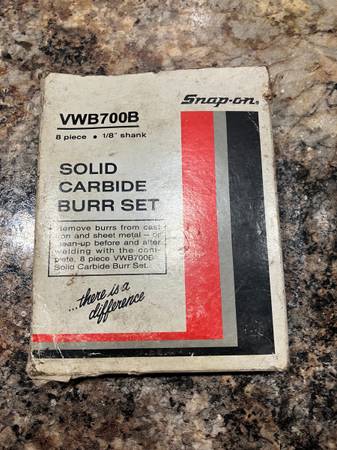 Snap-on®
VWB700B
8 piece • 1/8" shank
SOLID
CARBIDE
BURR SET
Remove burrs from cast
iron and sheet metal – or
clean-up before and after
welding with the com-
plete, 8 piece VWB700B
Solid Carbide Burr Set.
...there is a
difference